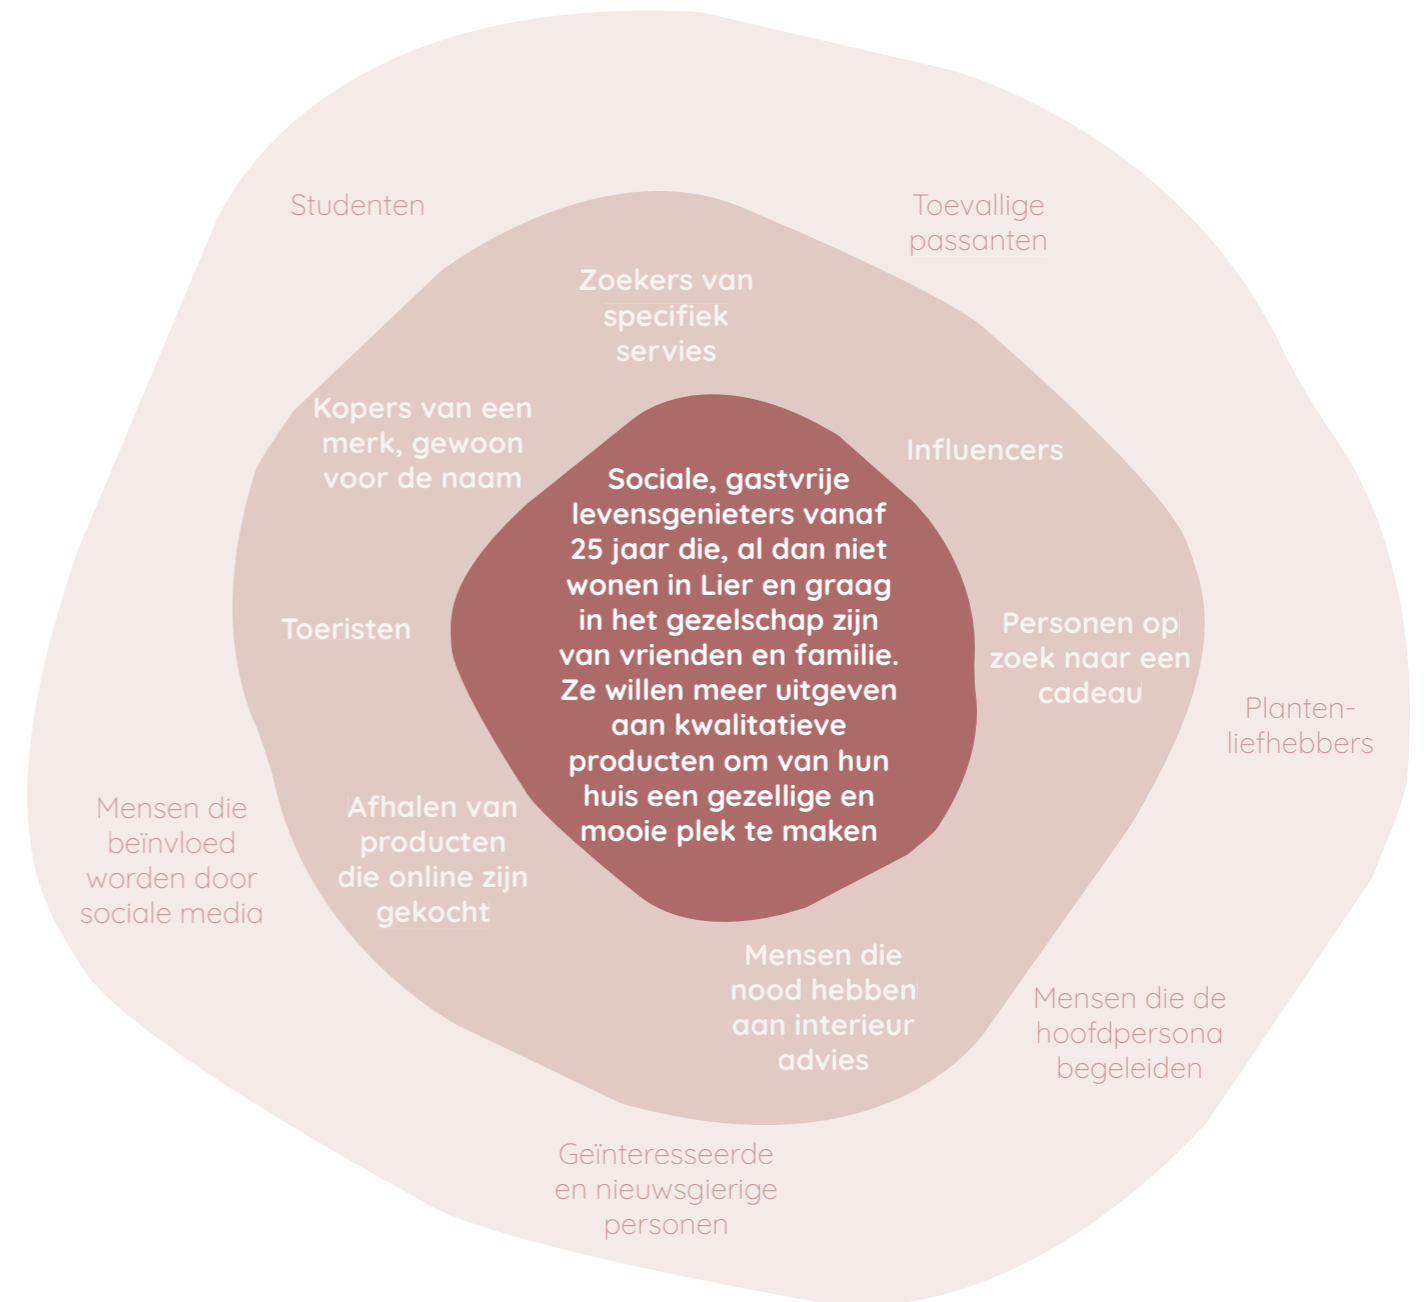 Studenten
Toevallige
passanten
Zoekers van
specifiek
servies
Kopers van een
merk, gewoon
voor de naam
Influencers
Sociale, gastvrije
levensgenieters vanaf
25 jaar die, al dan niet
wonen in Lier en graag
in het gezelschap zijn
van vrienden en familie.
Ze willen meer uitgeven
aan kwalitatieve
producten om van hun
huis een gezellige en
mooie plek te maken
Toeristen
Personen op
zoek naar een
cadeau
Planten-
liefhebbers
Mensen die
beïnvloed
worden door
sociale media
Afhalen van
producten
die online zijn
gekocht
Mensen die
nood hebben
aan interieur
advies
Mensen die de
hoofdpersona
begeleiden
Geïnteresseerde
en nieuwsgierige
personen